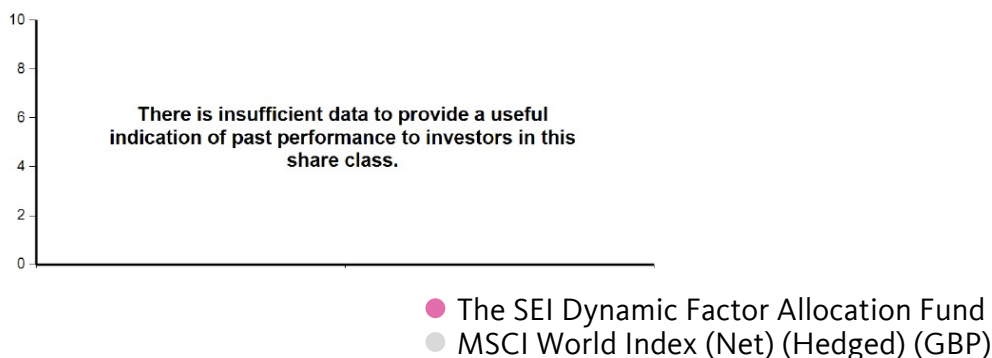 10
8
6
4
2
0
There is insufficient data to provide a useful
indication of past performance to investors in this
share class.
The SEI Dynamic Factor Allocation Fund
MSCI World Index (Net) (Hedged) (GBP)